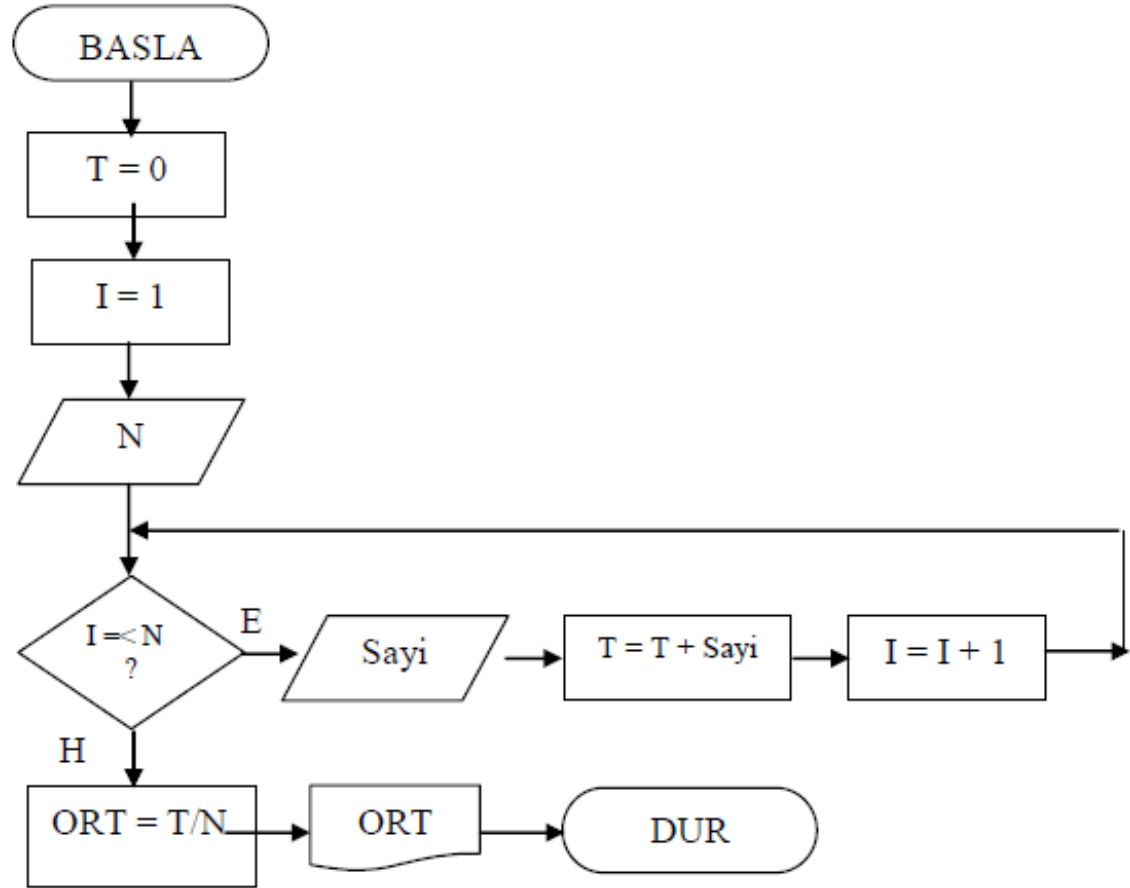 BASLA
T = 0
I = 1
N
I =< N
?
E
Sayi
T = T + Sayi
I = I + 1
H
ORT = T/N
ORT
DUR